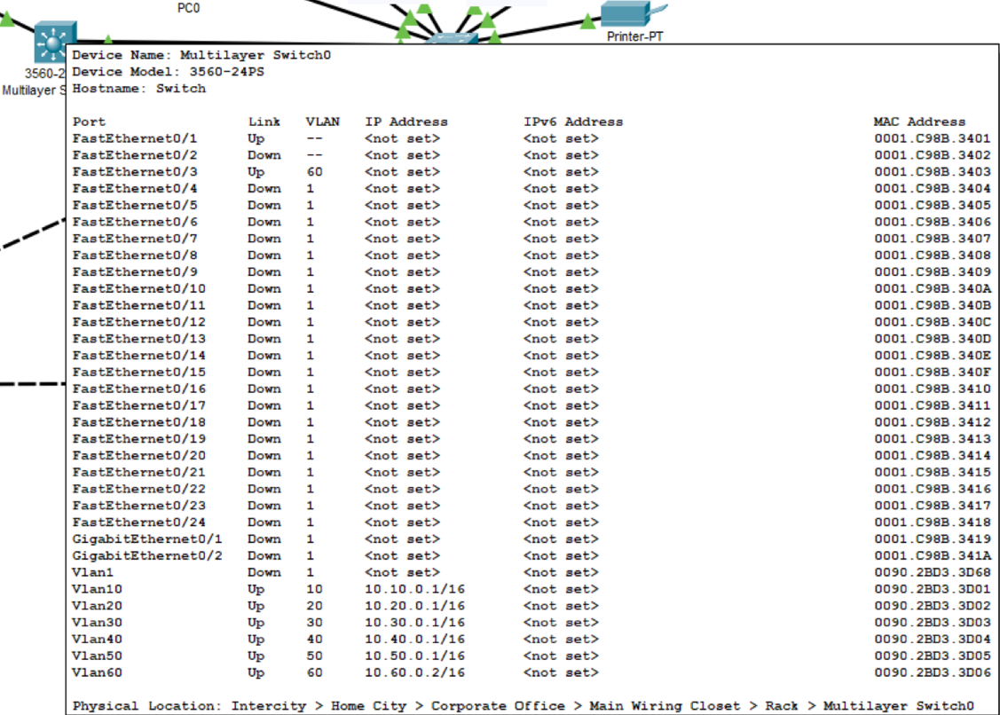 PC0
Printer-PT
3560-2
Multilayer S
Device Name: Multilayer Switch0
Device Model: 3560-24PS
Hostname: Switch
Port Link VLAN IP Address IPv6 Address MAC Address
FastEthernet0/1 Up -- <not set> <not set> 0001.C98B.3401
FastEthernet0/2 Down -- <not set> <not set> 0001.C98B.3402
FastEthernet0/3 Up 60 <not set> <not set> 0001.C98B.3403
FastEthernet0/4 Down 1 <not set> <not set> 0001.C98B.3404
FastEthernet0/5 Down 1 <not set> <not set> 0001.C98B.3405
FastEthernet0/6 Down 1 <not set> <not set> 0001.C98B.3406
FastEthernet0/7 Down 1 <not set> <not set> 0001.C98B.3407
FastEthernet0/8 Down 1 <not set> <not set> 0001.C98B.3408
FastEthernet0/9 Down 1 <not set> <not set> 0001.C98B.3409
FastEthernet0/10 Down 1 <not set> <not set> 0001.C98B.340A
FastEthernet0/11 Down 1 <not set> <not set> 0001.C98B.340B
FastEthernet0/12 Down 1 <not set> <not set> 0001.C98B.340C
FastEthernet0/13 Down 1 <not set> <not set> 0001.C98B.340D
FastEthernet0/14 Down 1 <not set> <not set> 0001.C98B.340E
FastEthernet0/15 Down 1 <not set> <not set> 0001.C98B.340F
FastEthernet0/16 Down 1 <not set> <not set> 0001.C98B.3410
FastEthernet0/17 Down 1 <not set> <not set> 0001.C98B.3411
FastEthernet0/18 Down 1 <not set> <not set> 0001.C98B.3412
FastEthernet0/19 Down 1 <not set> <not set> 0001.C98B.3413
FastEthernet0/20 Down 1 <not set> <not set> 0001.C98B.3414
FastEthernet0/21 Down 1 <not set> <not set> 0001.C98B.3415
FastEthernet0/22 Down 1 <not set> <not set> 0001.C98B.3416
FastEthernet0/23 Down 1 <not set> <not set> 0001.C98B.3417
FastEthernet0/24 Down 1 <not set> <not set> 0001.C98B.3418
GigabitEthernet0/1 Down 1 <not set> <not set> 0001.C98B.3419
GigabitEthernet0/2 Down 1 <not set> <not set> 0001.C98B.341A
Vlan1 Down 1 <not set> <not set> 0090.2BD3.3D68
Vlan10 Up 10 10.10.0.1/16 <not set> 0090.2BD3.3D01
Vlan20 Up 20 10.20.0.1/16 <not set> 0090.2BD3.3D02
Vlan30 Up 30 10.30.0.1/16 <not set> 0090.2BD3.3D03
Vlan40 Up 40 10.40.0.1/16 <not set> 0090.2BD3.3D04
Vlan50 Up 50 10.50.0.1/16 <not set> 0090.2BD3.3D05
Vlan60 Up 60 10.60.0.2/16 <not set> 0090.2BD3.3D06
Physical Location: Intercity > Home City > Corporate Office > Main Wiring Closet > Rack > Multilayer Switch0